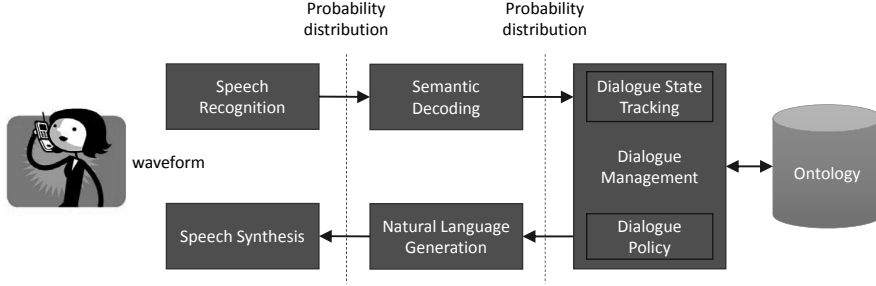 Probability
distribution
Probability
distribution
Speech
Recognition
Semantic
Decoding
Dialogue State
Tracking
waveform
Dialogue
Management
Ontology
Speech Synthesis
Natural Language
Generation
Dialogue
Policy